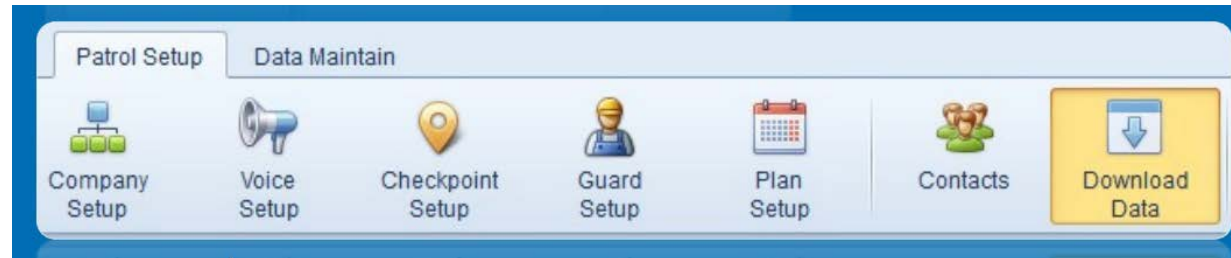 Patrol Setup
Data Maintain
Company
Setup
Voice
Setup
Checkpoint
Setup
Guard
Setup
Plan
Setup
Contacts
Download
Data